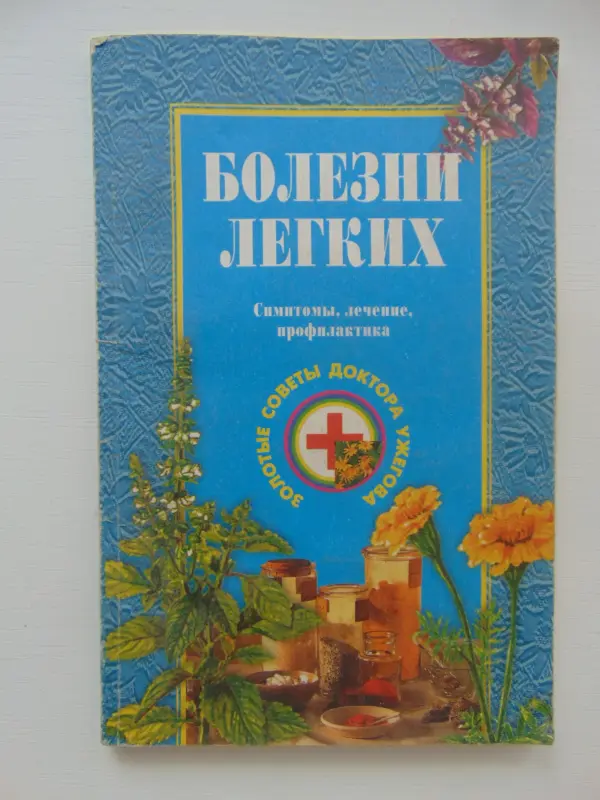 БОЛЕЗНИ
ЛЕГКИХ
Симптомы, лечение,
профилактика
ЗОЛОТЫЕ СОВЕТЫ ДОКТОРА УЖЕГОВА